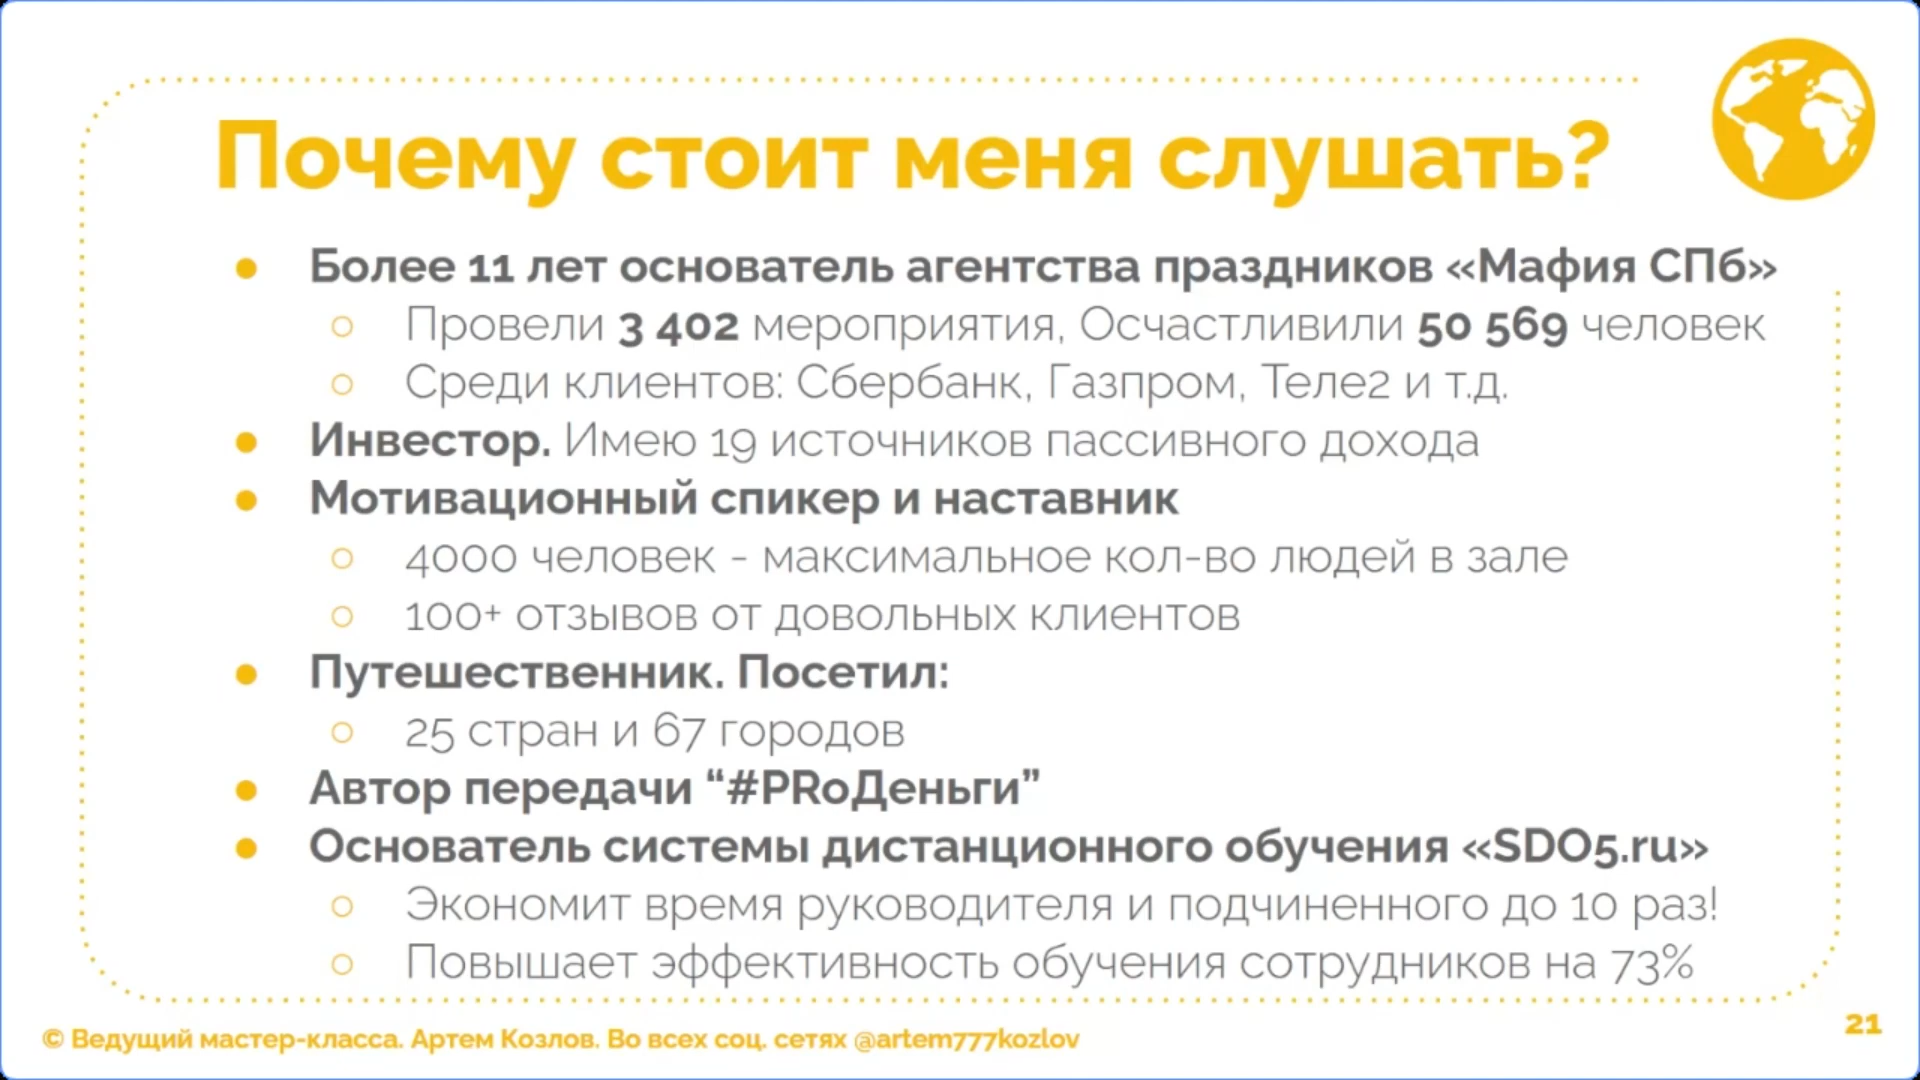 Почему стоит меня слушать?
● Более 11 лет основатель агентства праздников «Мафия СПб»
○ Провели 3 402 мероприятия, Осчастливили 50 569 человек
○ Среди клиентов: Сбербанк, Газпром, Теле2 и т.д.
● Инвестор. Имею 19 источников пассивного дохода
● Мотивационный спикер и наставник
○ 4000 человек - максимальное кол-во людей в зале
○ 100+ отзывов от довольных клиентов
● Путешественник. Посетил:
○ 25 стран и 67 городов
● Автор передачи “#PRoДеньги”
● Основатель системы дистанционного обучения «SDO5.ru»
○ Экономит время руководителя и подчиненного до 10 раз!
○ Повышает эффективность обучения сотрудников на 73%
© Ведущий мастер-класса. Артем Козлов. Во всех соц. сетях @artem777kozlov
21